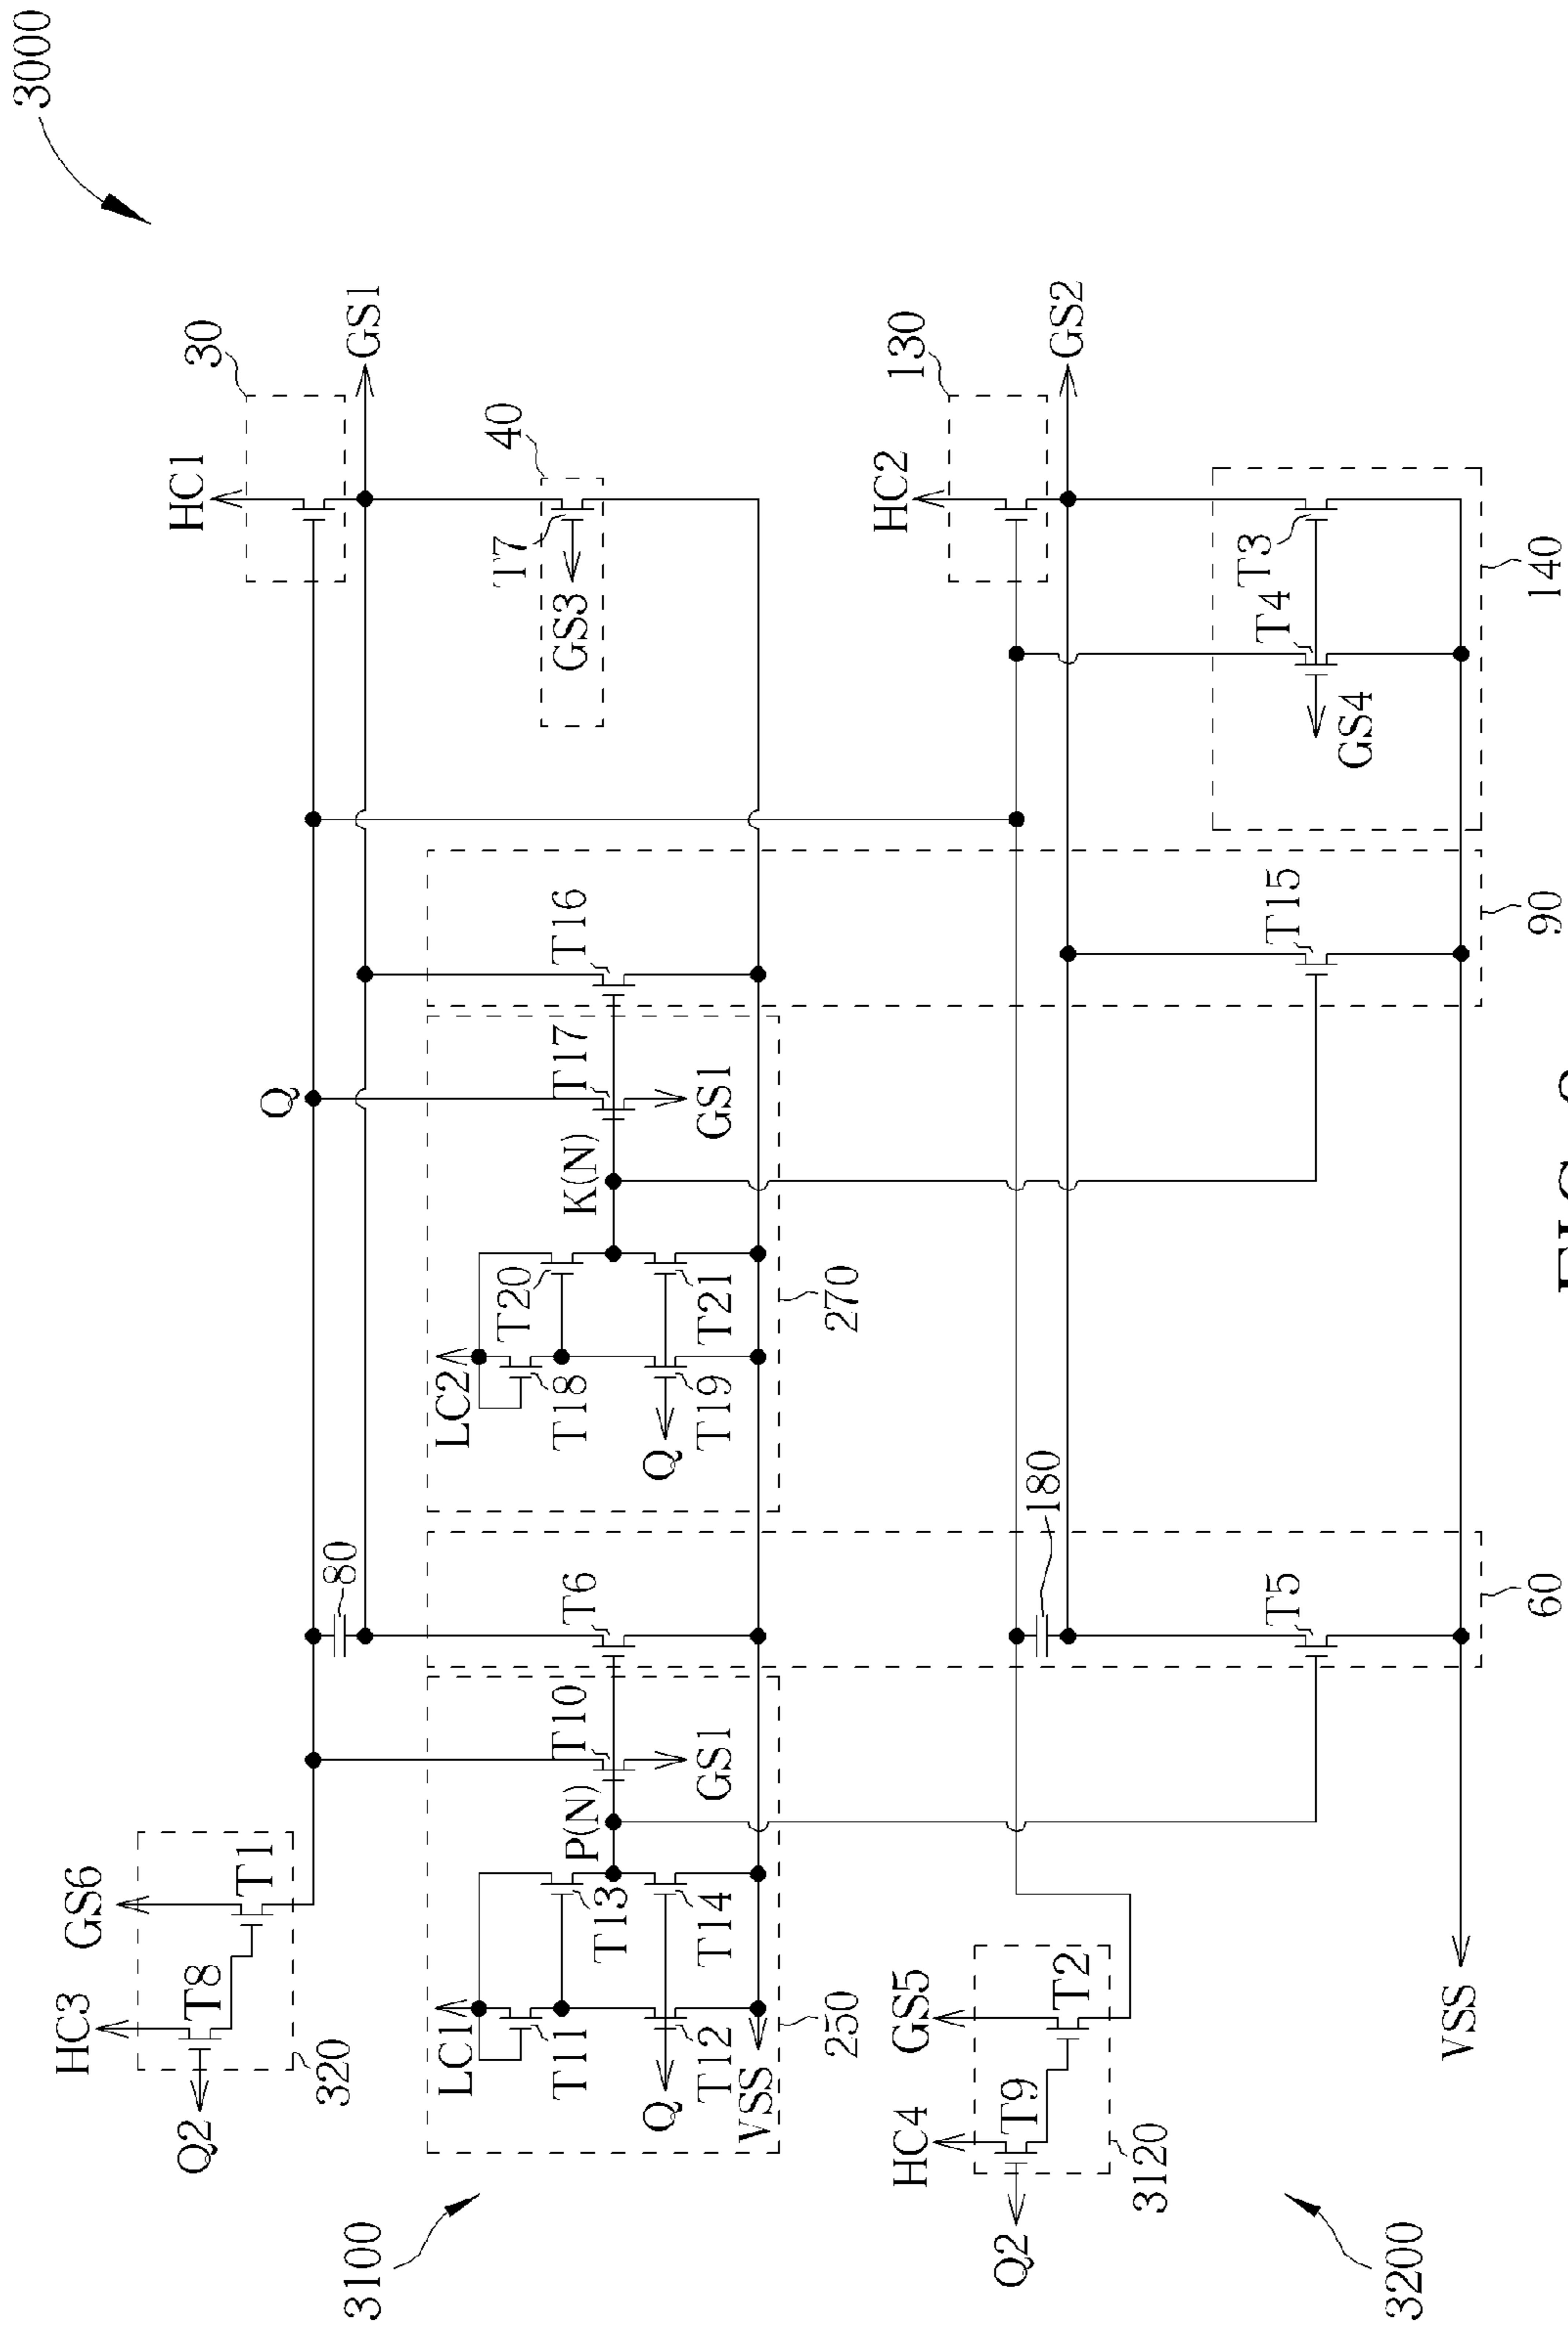 3000
HC3
GS6
HC1
30
Q2
T8
T1
Q
320
80
GS1
3100
LC1
LC2
40
T7
T20
T11
T18
T10
T17
T16
GS3
P(N)
K(N)
T6
T13
Q
Q
T12
T14
GS1
T19
T21
GS1
VSS
250
270
HC4
GS5
HC2
130
Q2
T9
180
T2
GS2
3120
T3
T4
T5
T15
GS4
3200
VSS
60
90
140